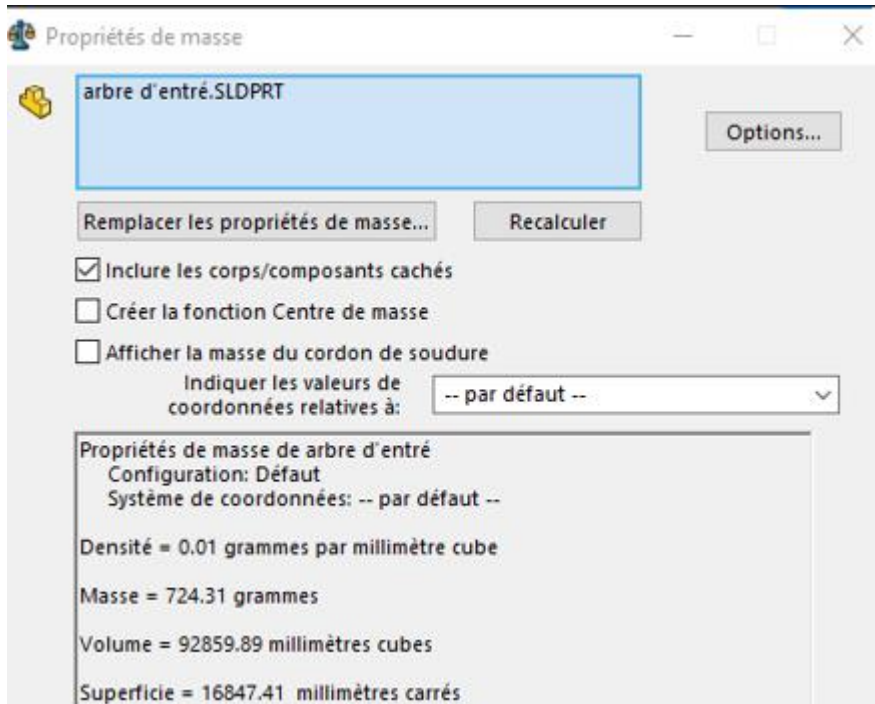 Propriétés de masse
arbre d'entré.SLDPRT
Options...
Remplacer les propriétés de masse...
Recalculer
Inclure les corps/composants cachés
Créer la fonction Centre de masse
Afficher la masse du cordon de soudure
Indiquer les valeurs de
coordonnées relatives à:
-- par défaut --
Propriétés de masse de arbre d'entré
Configuration: Défaut
Système de coordonnées: -- par défaut --
Densité = 0.01 grammes par millimètre cube
Masse = 724.31 grammes
Volume = 92859.89 millimètres cubes
Superficie = 16847.41 millimètres carrés